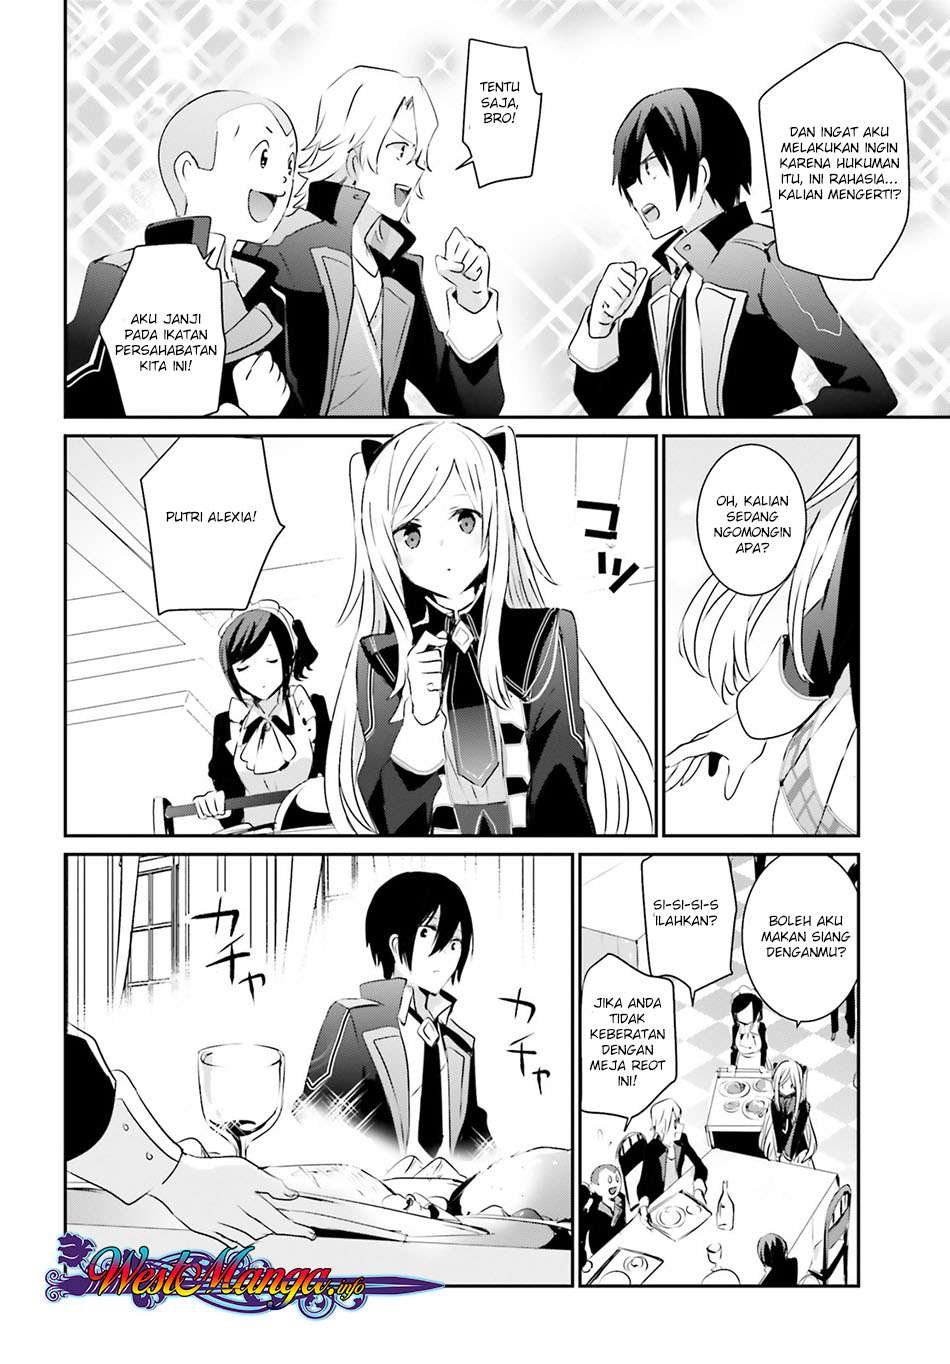 DAN INGAT AKU
MELAKUKAN INGIN
KARENA HUKUMAN
ITU, INI RAHASIA...
KALIAN MENGERTI?
TENTU
SAJA,
BRO!
AKU JANJI
PADA IKATAN
PERSAHABATAN
KITA INI!
OH, KALIAN
SEDANG
NGOMONGIN
APA?
コツ
PUTRI ALEXIA!
BOLEH AKU
MAKAN SIANG
DENGANMU?
SI-SI-SI-S
ILAHKAN?
JIKA ANDA
TIDAK
KEBERATAN
DENGAN
MEJA REOT
INI!
カチャ
カチャ
WestManga.info